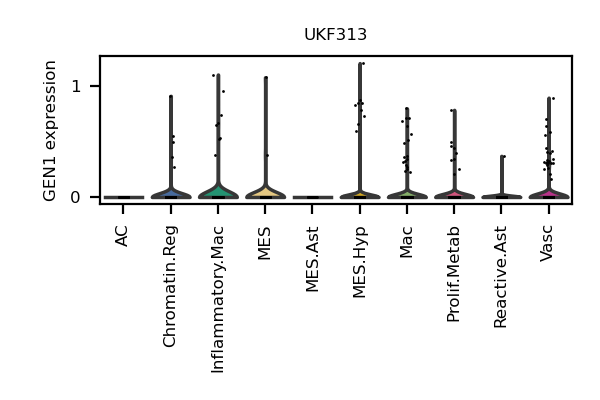 UKF313
GEN1 expression
1
0
AC
Chromatin.Reg
Inflammatory.Mac
MES
MES.Ast
MES.Hyp
Mac
Prolif.Metab
Reactive.Ast
Vasc